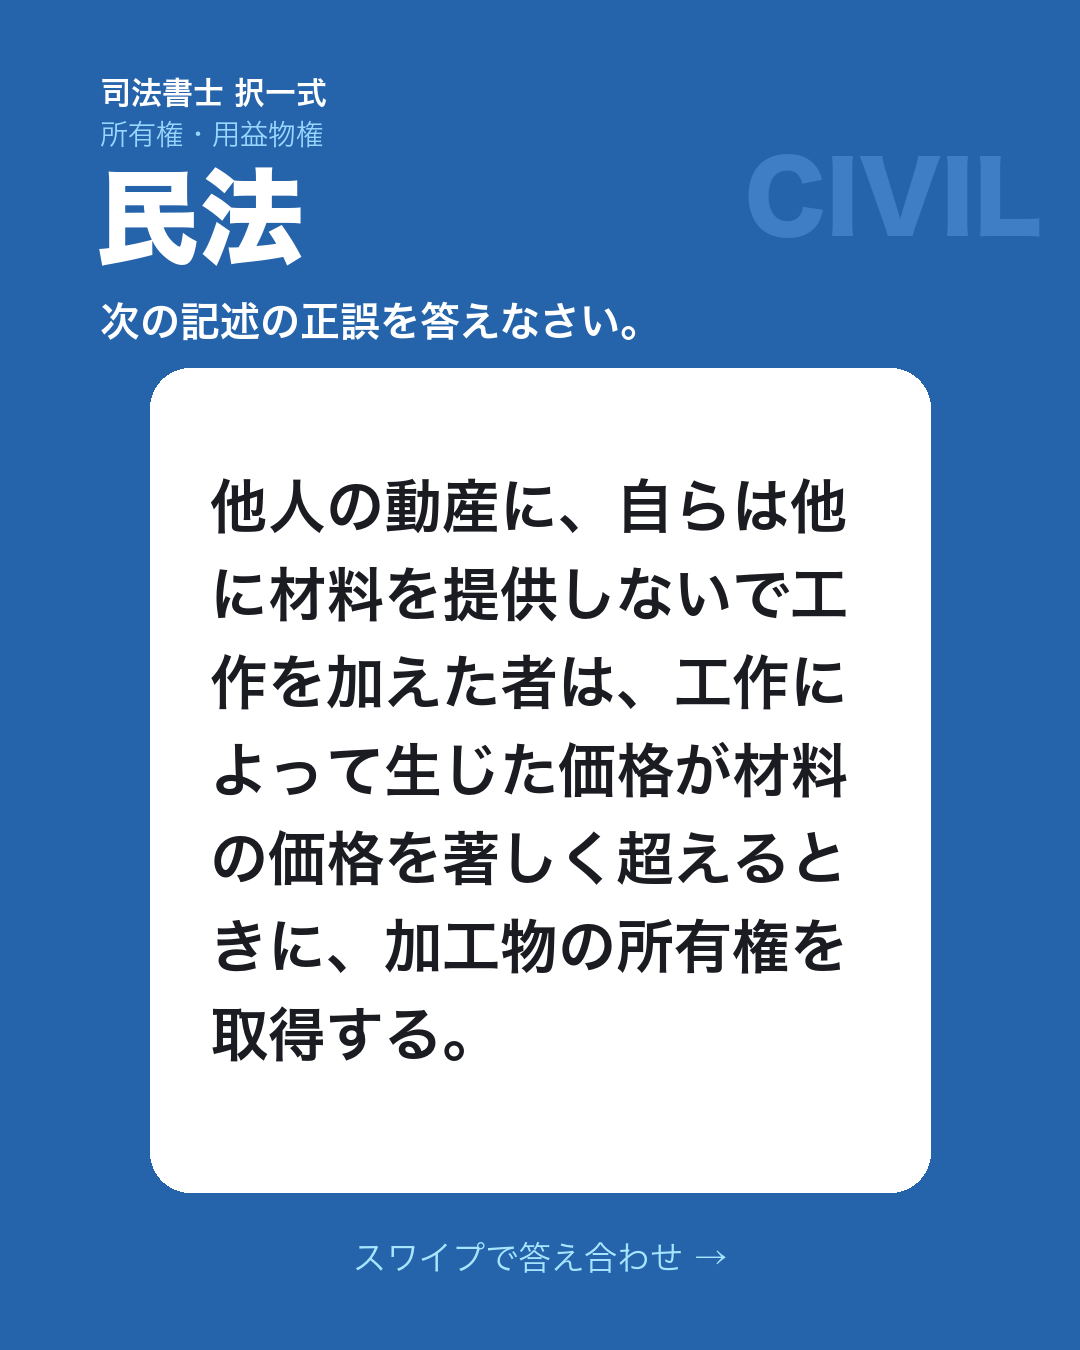 司法書士 択一式
所有権・用益物権
民法
CIVIL
次の記述の正誤を答えなさい。
他人の動産に、自らは他
に材料を提供しないで工
作を加えた者は、工作に
よって生じた価格が材料
の価格を著しく超えると
きに、加工物の所有権を
取得する。
スワイプで答え合わせ →